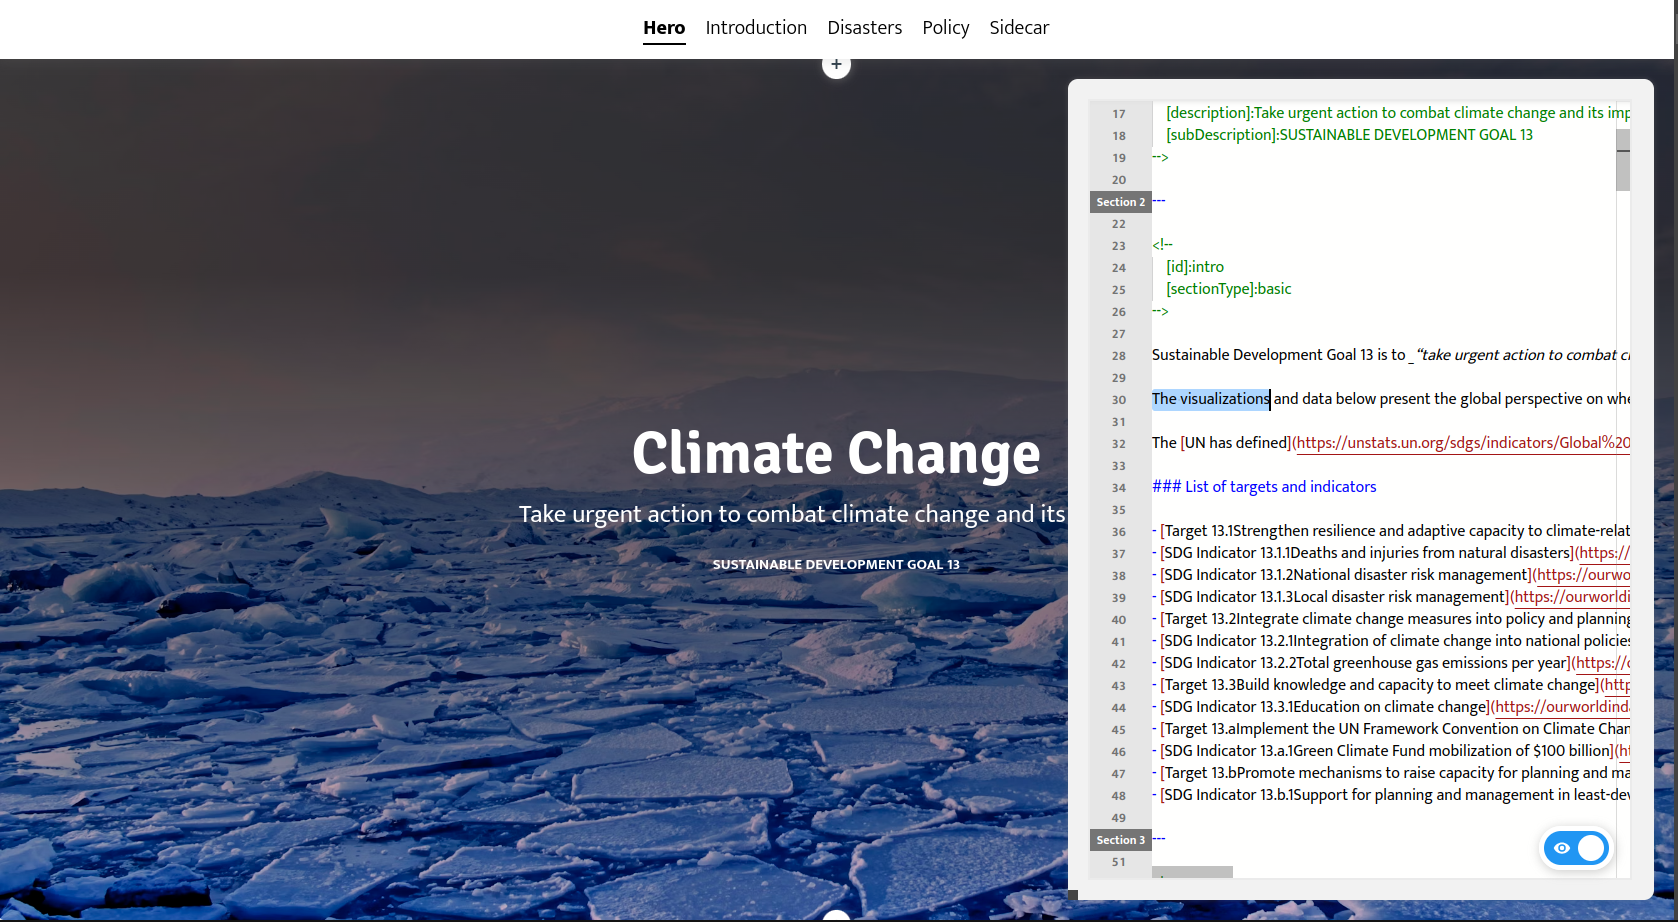 Hero Introduction Disasters Policy Sidecar
+
Climate Change
Take urgent action to combat climate change and its
SUSTAINABLE DEVELOPMENT GOAL 13
17 [description]:Take urgent action to combat climate change and its imp
18 [subDescription]:SUSTAINABLE DEVELOPMENT GOAL 13
19 -->
20
Section 2 ---
22
23 <!--
24 [id]:intro
25 [sectionType]:basic
26 -->
27
28 Sustainable Development Goal 13 is to _“take urgent action to combat cl
29
30 The visualizations and data below present the global perspective on whe
31
32 The [UN has defined](https://unstats.un.org/sdgs/indicators/Global%20
33
34 ### List of targets and indicators
35
36 - [Target 13.1Strengthen resilience and adaptive capacity to climate-relat
37 - [SDG Indicator 13.1.1Deaths and injuries from natural disasters](https://
38 - [SDG Indicator 13.1.2National disaster risk management](https://ourwo
39 - [SDG Indicator 13.1.3Local disaster risk management](https://ourworldi
40 - [Target 13.2Integrate climate change measures into policy and planning
41 - [SDG Indicator 13.2.1Integration of climate change into national policies
42 - [SDG Indicator 13.2.2Total greenhouse gas emissions per year](https://o
43 - [Target 13.3Build knowledge and capacity to meet climate change](http
44 - [SDG Indicator 13.3.1Education on climate change](https://ourworldind
45 - [Target 13.aImplement the UN Framework Convention on Climate Chan
46 - [SDG Indicator 13.a.1Green Climate Fund mobilization of $100 billion](ht
47 - [Target 13.bPromote mechanisms to raise capacity for planning and ma
48 - [SDG Indicator 13.b.1Support for planning and management in least-dev
49
Section 3 ---
51